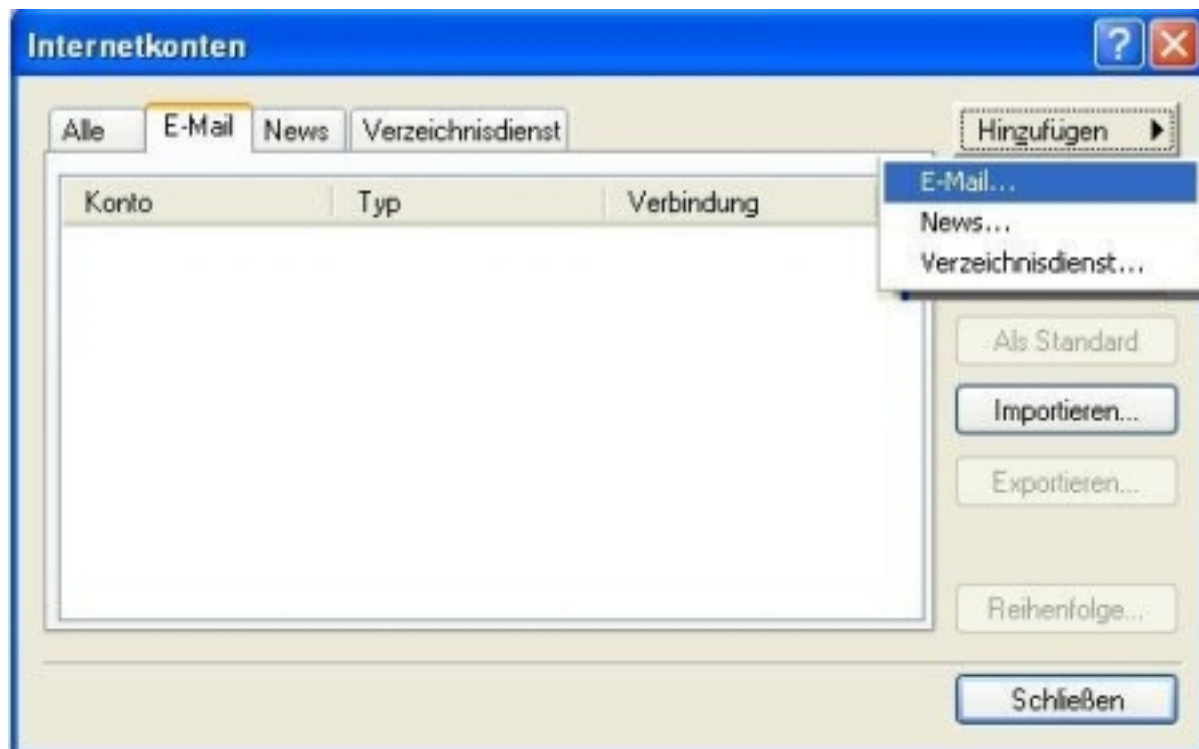 Internetkonten
Alle E-Mail News Verzeichnisdienst Hinzufügen
E-Mail...
Konto Typ Verbindung
News...
Verzeichnisdienst...
Als Standard
Importieren...
Exportieren...
Reihenfolge...
Schließen